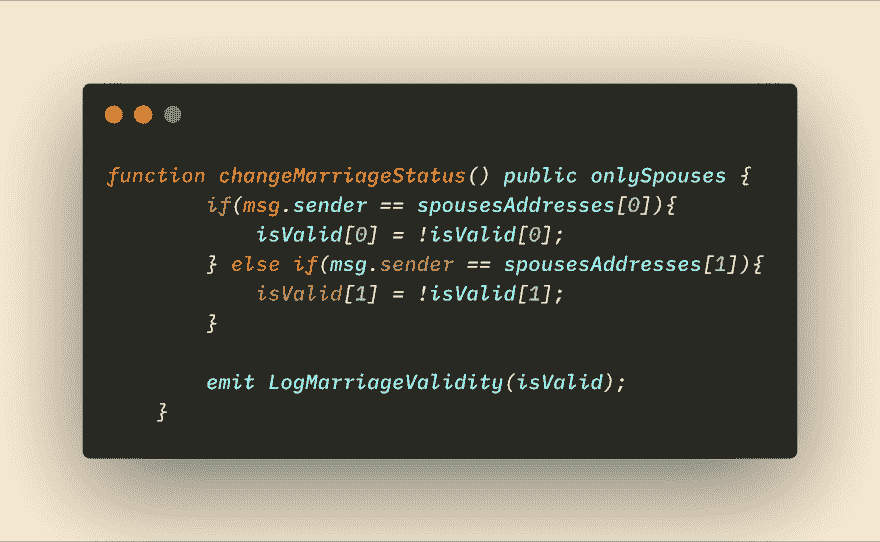 function changeMarriageStatus() public onlySpouses {
        if(msg.sender == spousesAddresses[0]){
            isValid[0] = !isValid[0];
        } else if(msg.sender == spousesAddresses[1]){
            isValid[1] = !isValid[1];
        }

        emit LogMarriageValidity(isValid);
    }